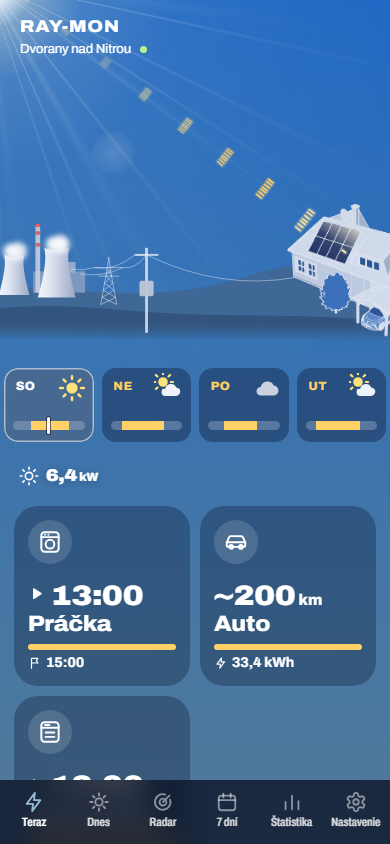 RAY-MON
Dvorany nad Nitrou
SO
NE
PO
UT
6,4 kW
13:00
Práčka
15:00
~200 km
Auto
33,4 kWh
Teraz
Dnes
Radar
7 dní
Štatistika
Nastavenie